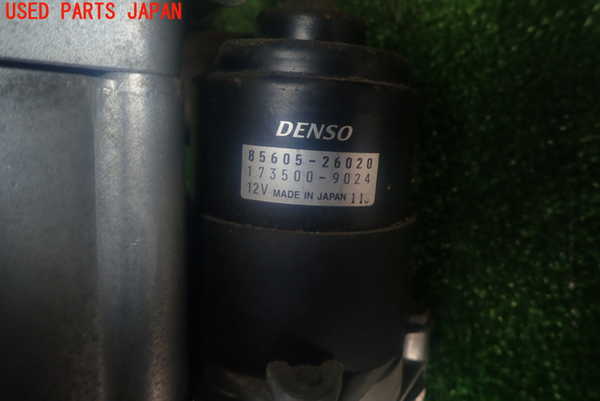 USED PARTS JAPAN
DENSO
85605-26020
173500-9024
12V MADE IN JAPAN